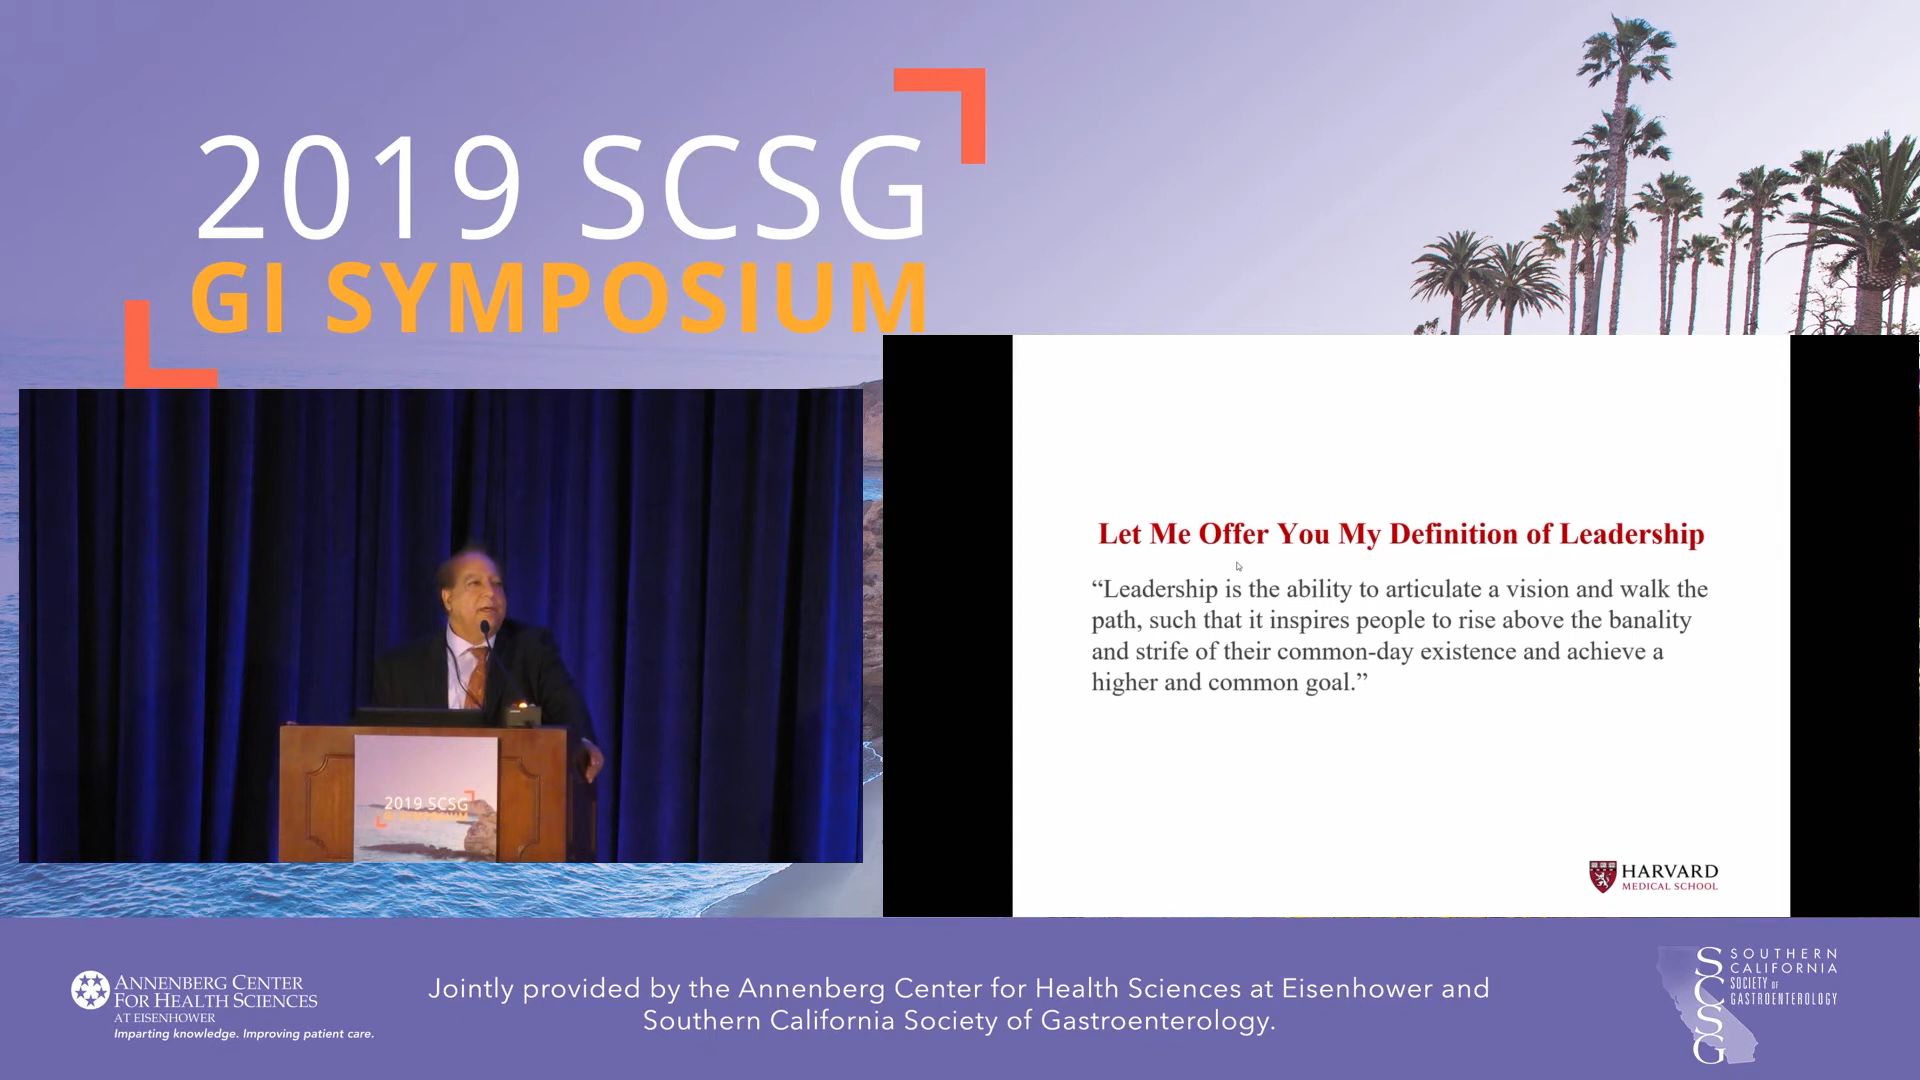 2019 SCSG
GI SYMPOSIUM
Let Me Offer You My Definition of Leadership
“Leadership is the ability to articulate a vision and walk the
path, such that it inspires people to rise above the banality
and strife of their common-day existence and achieve a
higher and common goal.”
HARVARD
MEDICAL SCHOOL
2019 SCSG
GI SYMPOSIUM
ANNENBERG CENTER
FOR HEALTH SCIENCES
AT EISENHOWER
Imparting knowledge. Improving patient care.
Jointly provided by the Annenberg Center for Health Sciences at Eisenhower and
Southern California Society of Gastroenterology.
SCSG
SOUTHERN
CALIFORNIA
SOCIETY OF
GASTROENTEROLOGY